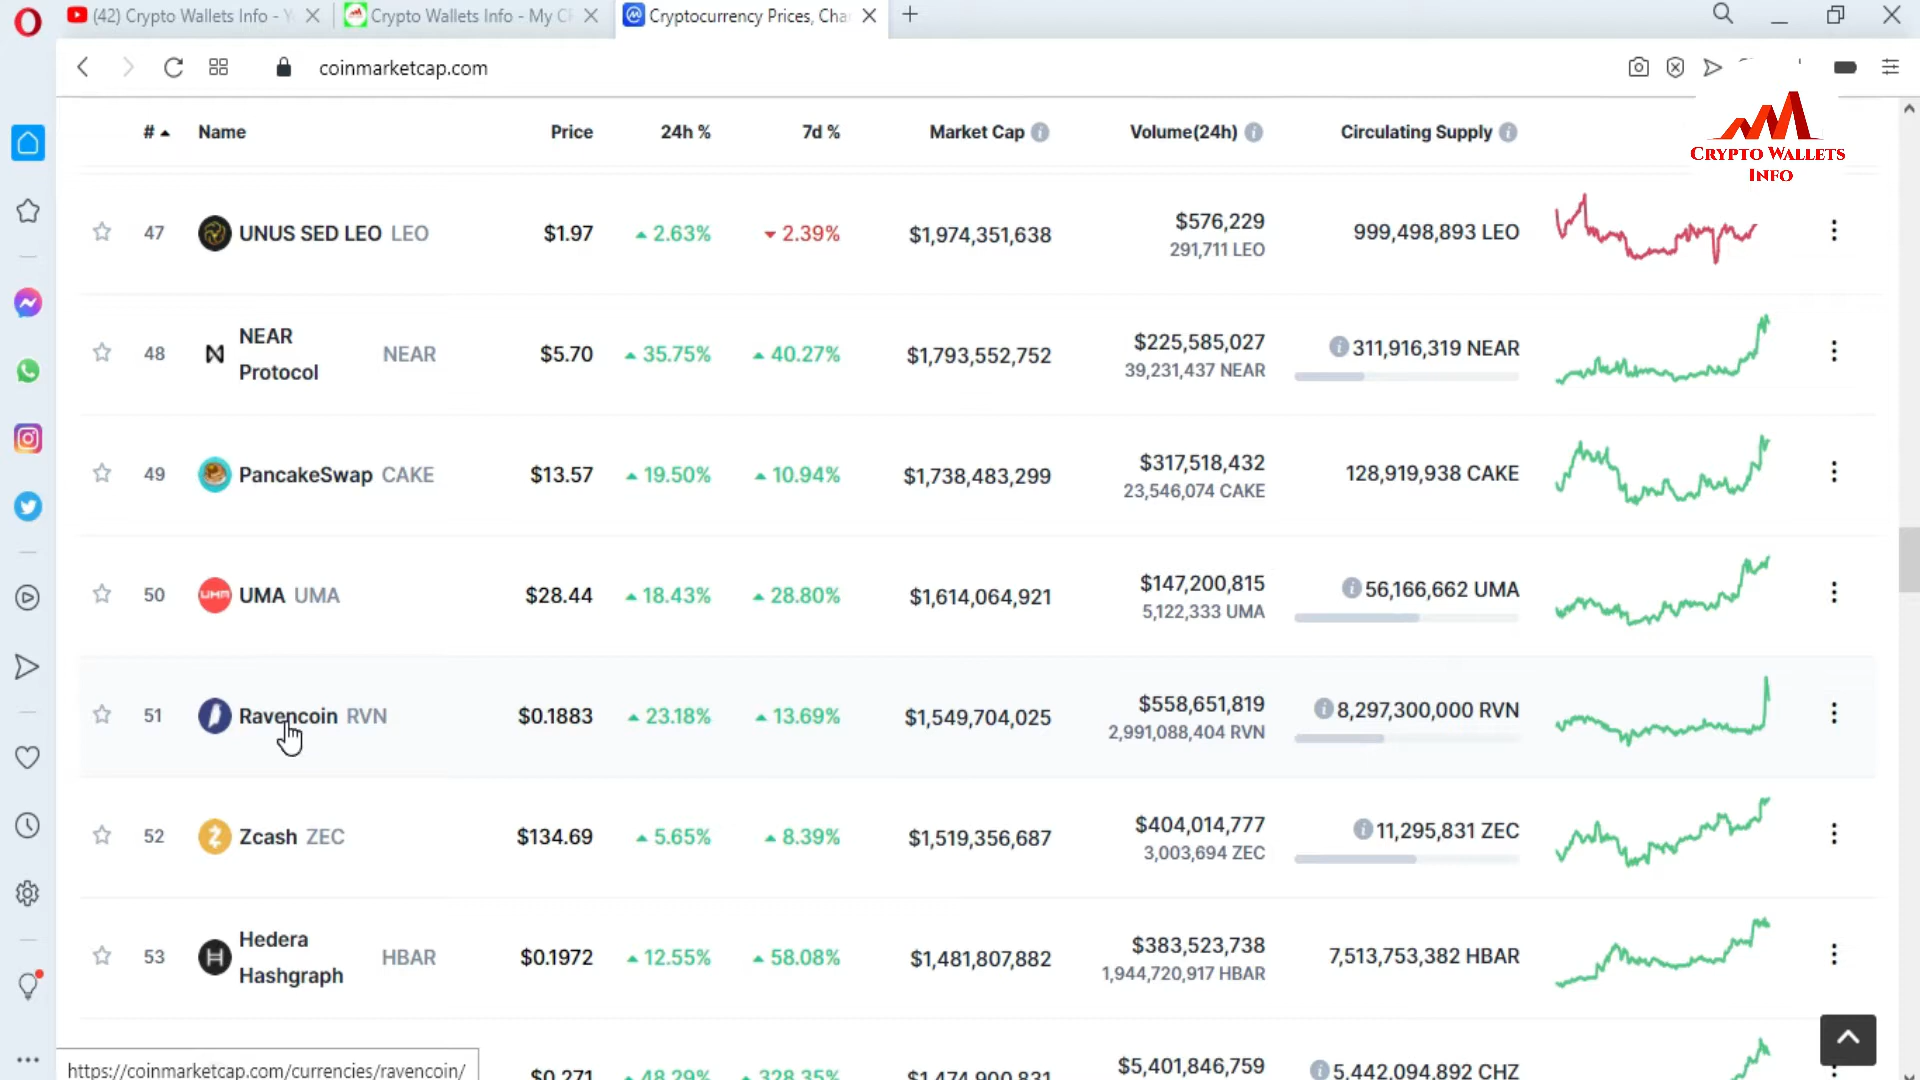 (42) Crypto Wallets Info - Y
Crypto Wallets Info - My C
Cryptocurrency Prices, Cha
coinmarketcap.com
CRYPTO WALLETS
INFO
# Name Price 24h % 7d % Market Cap Volume(24h) Circulating Supply
47 UNUS SED LEO LEO $1.97 2.63% 2.39% $1,974,351,638 $576,229 999,498,893 LEO
291,711 LEO
48 NEAR Protocol NEAR $5.70 35.75% 40.27% $1,793,552,752 $225,585,027 311,916,319 NEAR
39,231,437 NEAR
49 PancakeSwap CAKE $13.57 19.50% 10.94% $1,738,483,299 $317,518,432 128,919,938 CAKE
23,546,074 CAKE
50 UMA UMA $28.44 18.43% 28.80% $1,614,064,921 $147,200,815 56,166,662 UMA
5,122,333 UMA
51 Ravencoin RVN $0.1883 23.18% 13.69% $1,549,704,025 $558,651,819 8,297,300,000 RVN
2,991,088,404 RVN
52 Zcash ZEC $134.69 5.65% 8.39% $1,519,356,687 $404,014,777 11,295,831 ZEC
3,003,694 ZEC
53 Hedera Hashgraph HBAR $0.1972 12.55% 58.08% $1,481,807,882 $383,523,738 7,513,753,382 HBAR
1,944,720,917 HBAR
$0.271 48.29% 328.35% $1,474,900,831 $5,401,846,759 5,442,094,892 CHZ
https://coinmarketcap.com/currencies/ravencoin/